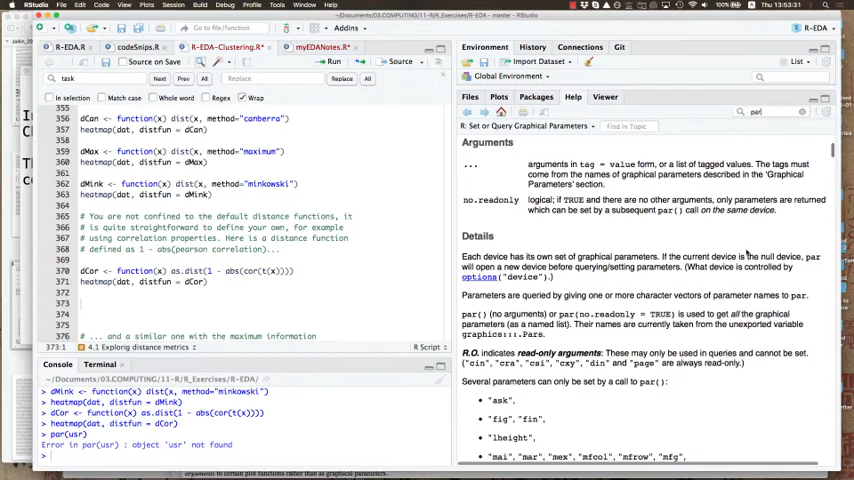 RStudio File Edit Code View Plots Session Build Debug Profile Tools Window Help
100% Thu 13:53:31
~/Documents/03.COMPUTING/11-R/R_Exercises/R-EDA - master - RStudio
Go to file/function
Addins
R-EDA
R-EDA.R
codeSnips.R
R-EDA-Clustering.R*
myEDANotes.R*
Source on Save
Run
Source
task
Next
Prev
All
Replace
Replace
All
In selection
Match case
Whole word
Regex
Wrap
355
356 dCan <- function(x) dist(x, method="canberra")
357 heatmap(dat, distfun = dCan)
358
359 dMax <- function(x) dist(x, method="maximum")
360 heatmap(dat, distfun = dMax)
361
362 dMink <- function(x) dist(x, method="minkowski")
363 heatmap(dat, distfun = dMink)
364
365 # You are not confined to the default distance functions, it
366 # is quite straightforward to define your own, for example
367 # using correlation properties. Here is a distance function
368 # defined as 1 - abs(pearson correlation)...
369
370 dCor <- function(x) as.dist(1 - abs(cor(t(x))))
371 heatmap(dat, distfun = dCor)
372
373
374
375
376 # ... and a similar one with the maximum information
373:1
4.1 Explorig distance metrics
R Script
Console
Terminal
~/Documents/03.COMPUTING/11-R/R_Exercises/R-EDA/
> dMink <- function(x) dist(x, method="minkowski")
> heatmap(dat, distfun = dMink)
> dCor <- function(x) as.dist(1 - abs(cor(t(x))))
> heatmap(dat, distfun = dCor)
> par(usr)
Error in par(usr) : object 'usr' not found
>
Environment
History
Connections
Git
Import Dataset
List
Global Environment
Files
Plots
Packages
Help
Viewer
par
R: Set or Query Graphical Parameters
Find in Topic
Arguments
... arguments in tag = value form, or a list of tagged values. The tags must
come from the names of graphical parameters described in the 'Graphical
Parameters' section.
no.readonly logical; if TRUE and there are no other arguments, only parameters are returned
which can be set by a subsequent par() call on the same device.
Details
Each device has its own set of graphical parameters. If the current device is the null device, par
will open a new device before querying/setting parameters. (What device is controlled by
options("device").)
Parameters are queried by giving one or more character vectors of parameter names to par.
par() (no arguments) or par(no.readonly = TRUE) is used to get all the graphical
parameters (as a named list). Their names are currently taken from the unexported variable
graphics:::.Pars.
R.O. indicates read-only arguments: These may only be used in queries and cannot be set.
("cin", "cra", "csi", "cxy", "din" and "page" are always read-only.)
Several parameters can only be set by a call to par():
• "ask",
• "fig", "fin",
• "lheight",
• "mai", "mar", "mex", "mfcol", "mfrow", "mfg",
arguments to certain plot functions rather than as graphical parameters.